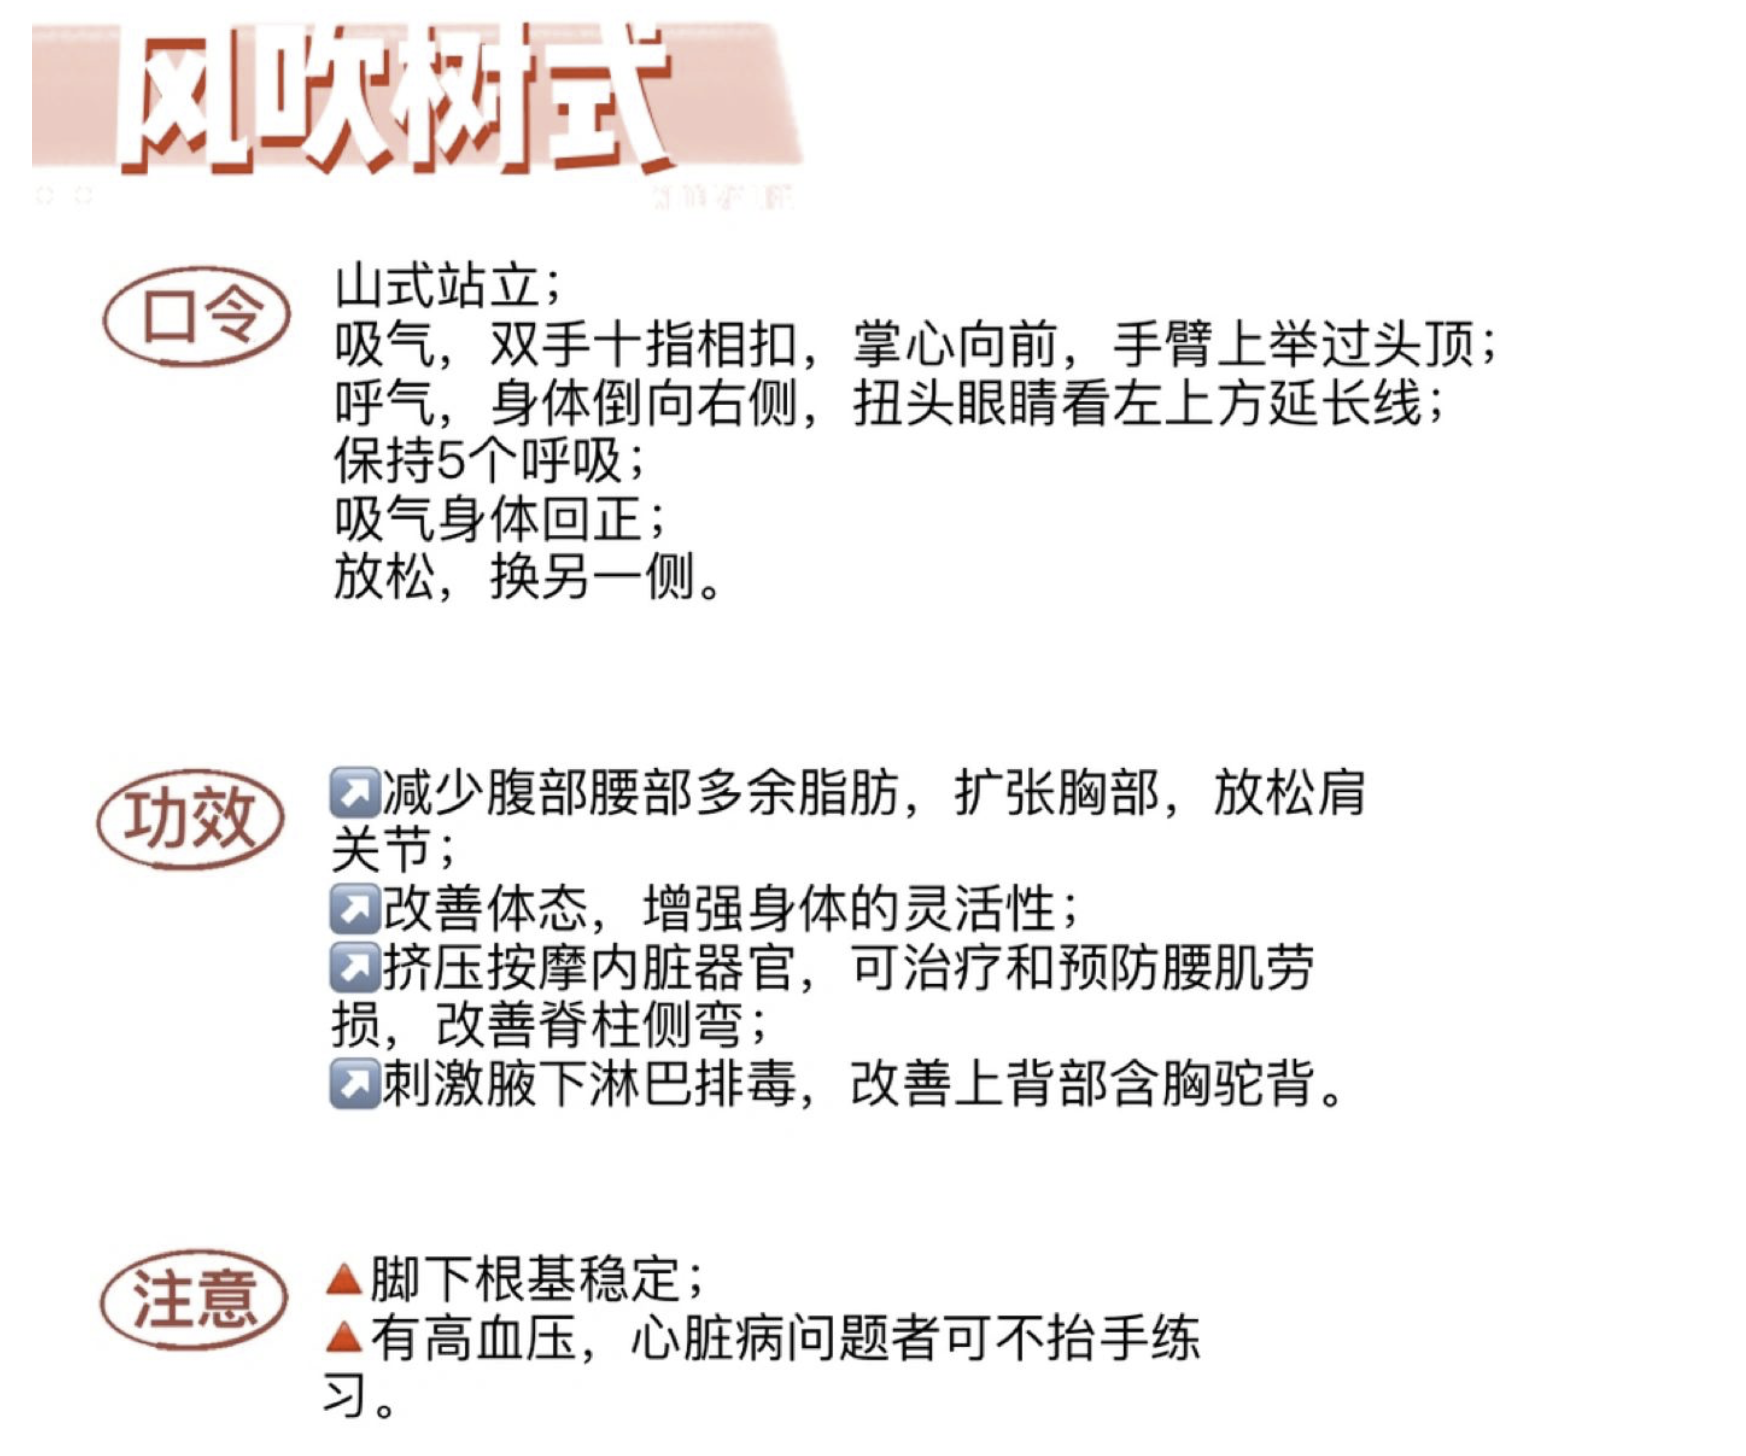 风吹树式
口令
山式站立；
吸气，双手十指相扣，掌心向前，手臂上举过头顶；
呼气，身体倒向右侧，扭头眼睛看左上方延长线；
保持5个呼吸；
吸气身体回正；
放松，换另一侧。
功效
↗️减少腹部腰部多余脂肪，扩张胸部，放松肩
关节；
↗️改善体态，增强身体的灵活性；
↗️挤压按摩内脏器官，可治疗和预防腰肌劳
损，改善脊柱侧弯；
↗️刺激腋下淋巴排毒，改善上背部含胸驼背。
注意
🔺脚下根基稳定；
🔺有高血压，心脏病问题者可不抬手练
习。